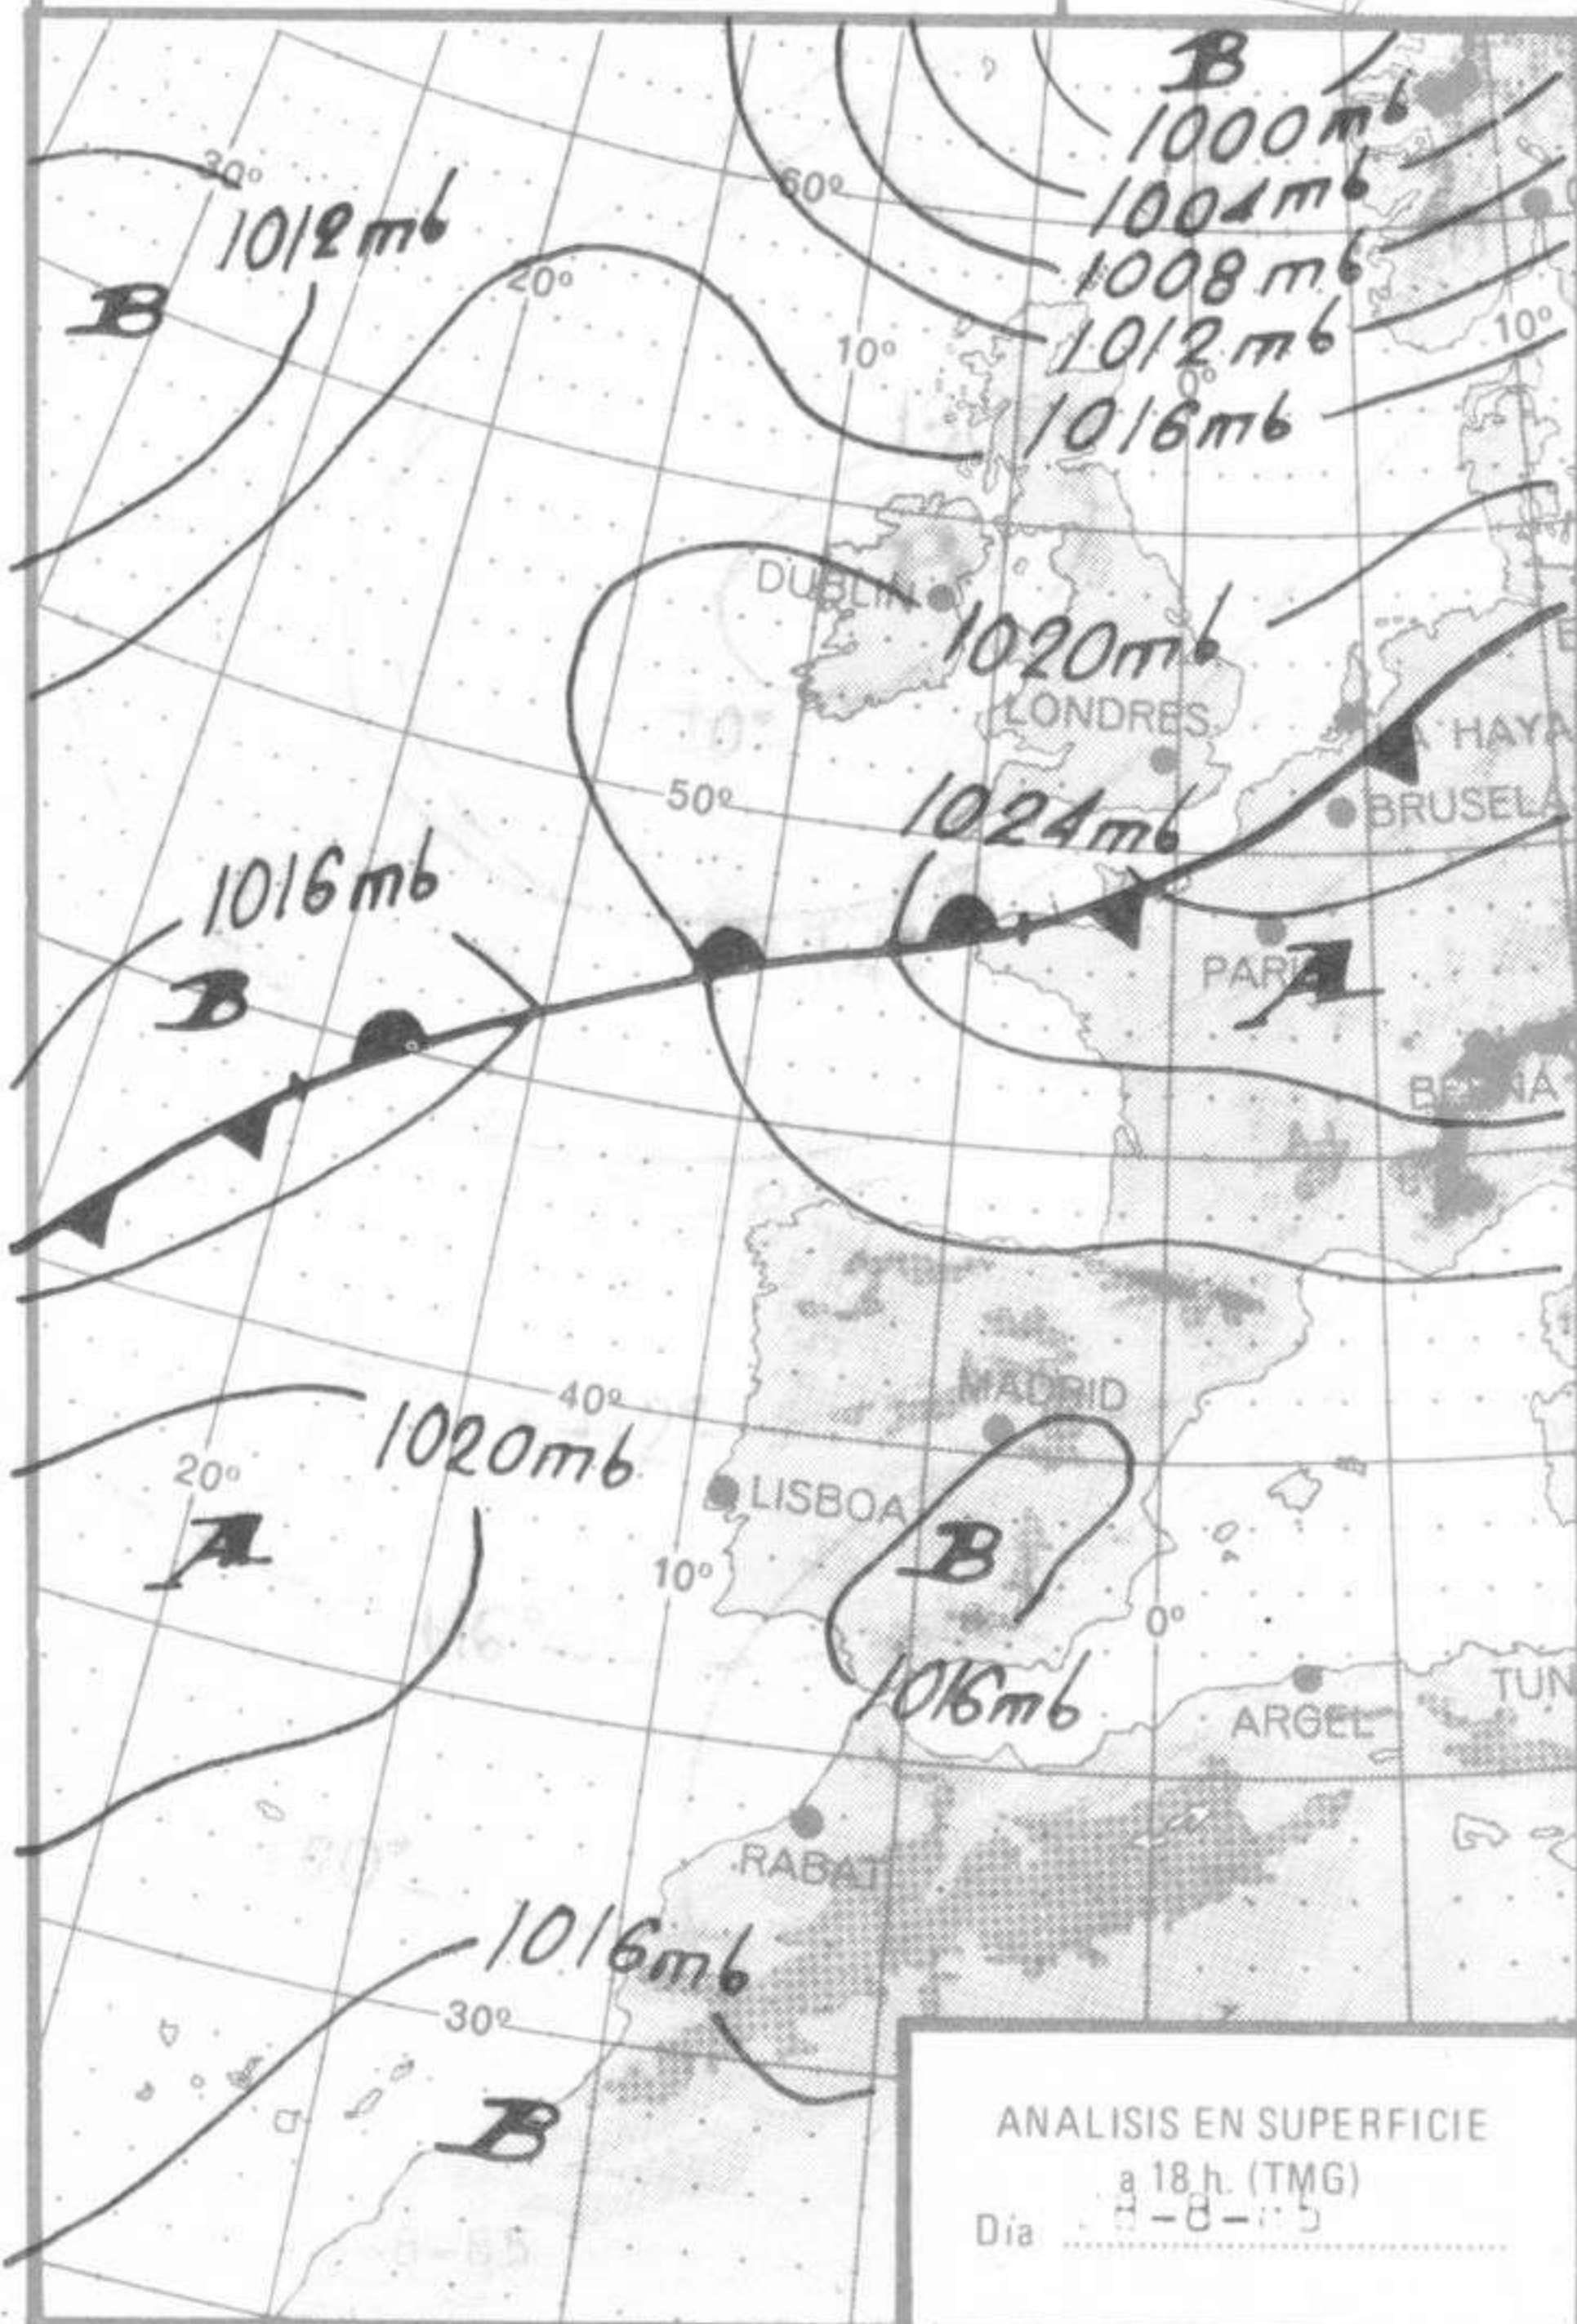 B
1000mb
30º
60º
1004mb
1012mb
1008mb
20º
B
1012mb
10º
10º
0º
1016mb
DUBLIN
1020mb
LONDRES
LA HAYA
50º
1024mb
BRUSELA
1016mb
PARIS
A
B
BERNA
MADRID
40º
1020mb
20º
LISBOA
A
B
10º
0º
1016mb
TUN
ARGEL
RABAT
1016mb
30º
B
ANALISIS EN SUPERFICIE
a 18 h. (TMG)
Día